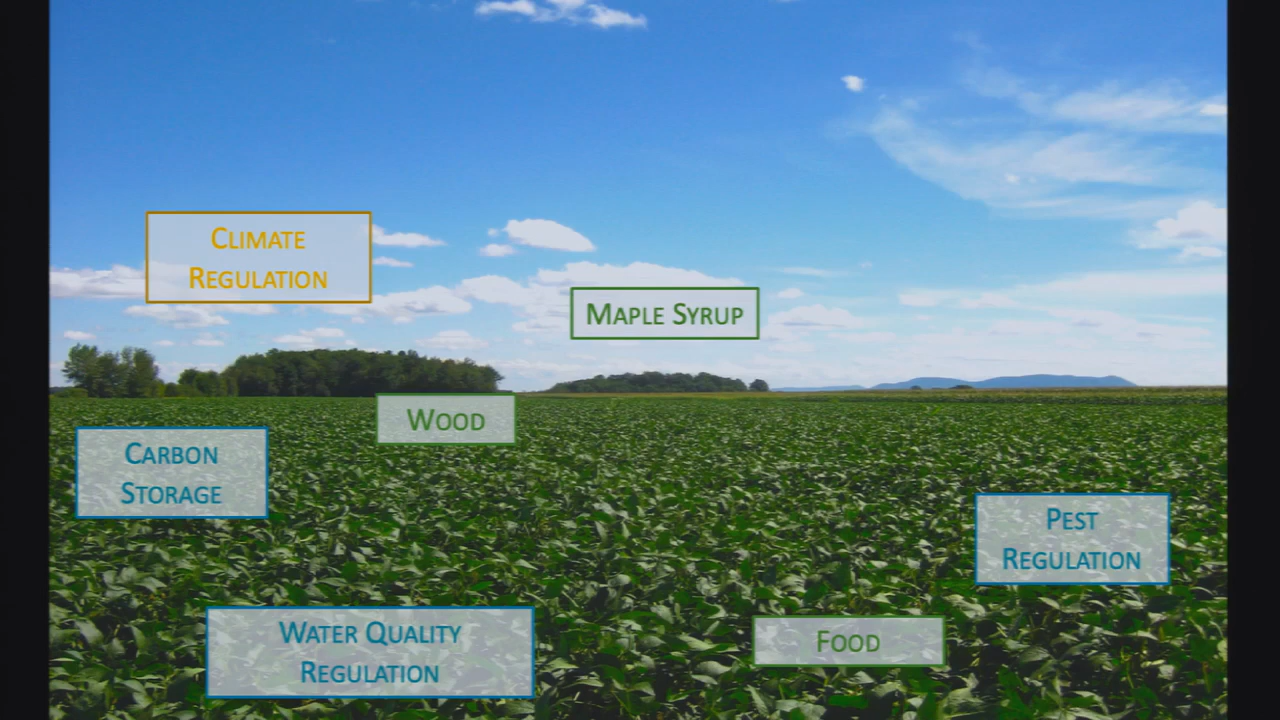 Climate
Regulation
Maple Syrup
Wood
Carbon
Storage
Pest
Regulation
Water Quality
Regulation
Food